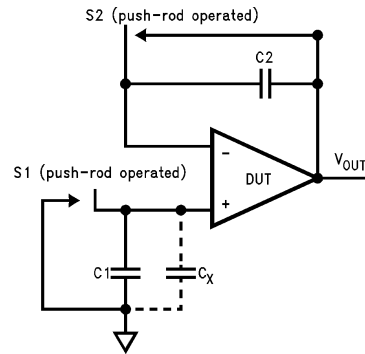 S2 (push-rod operated)
C2
−
DUT
V_OUT
S1 (push-rod operated)
+
C1
C_X